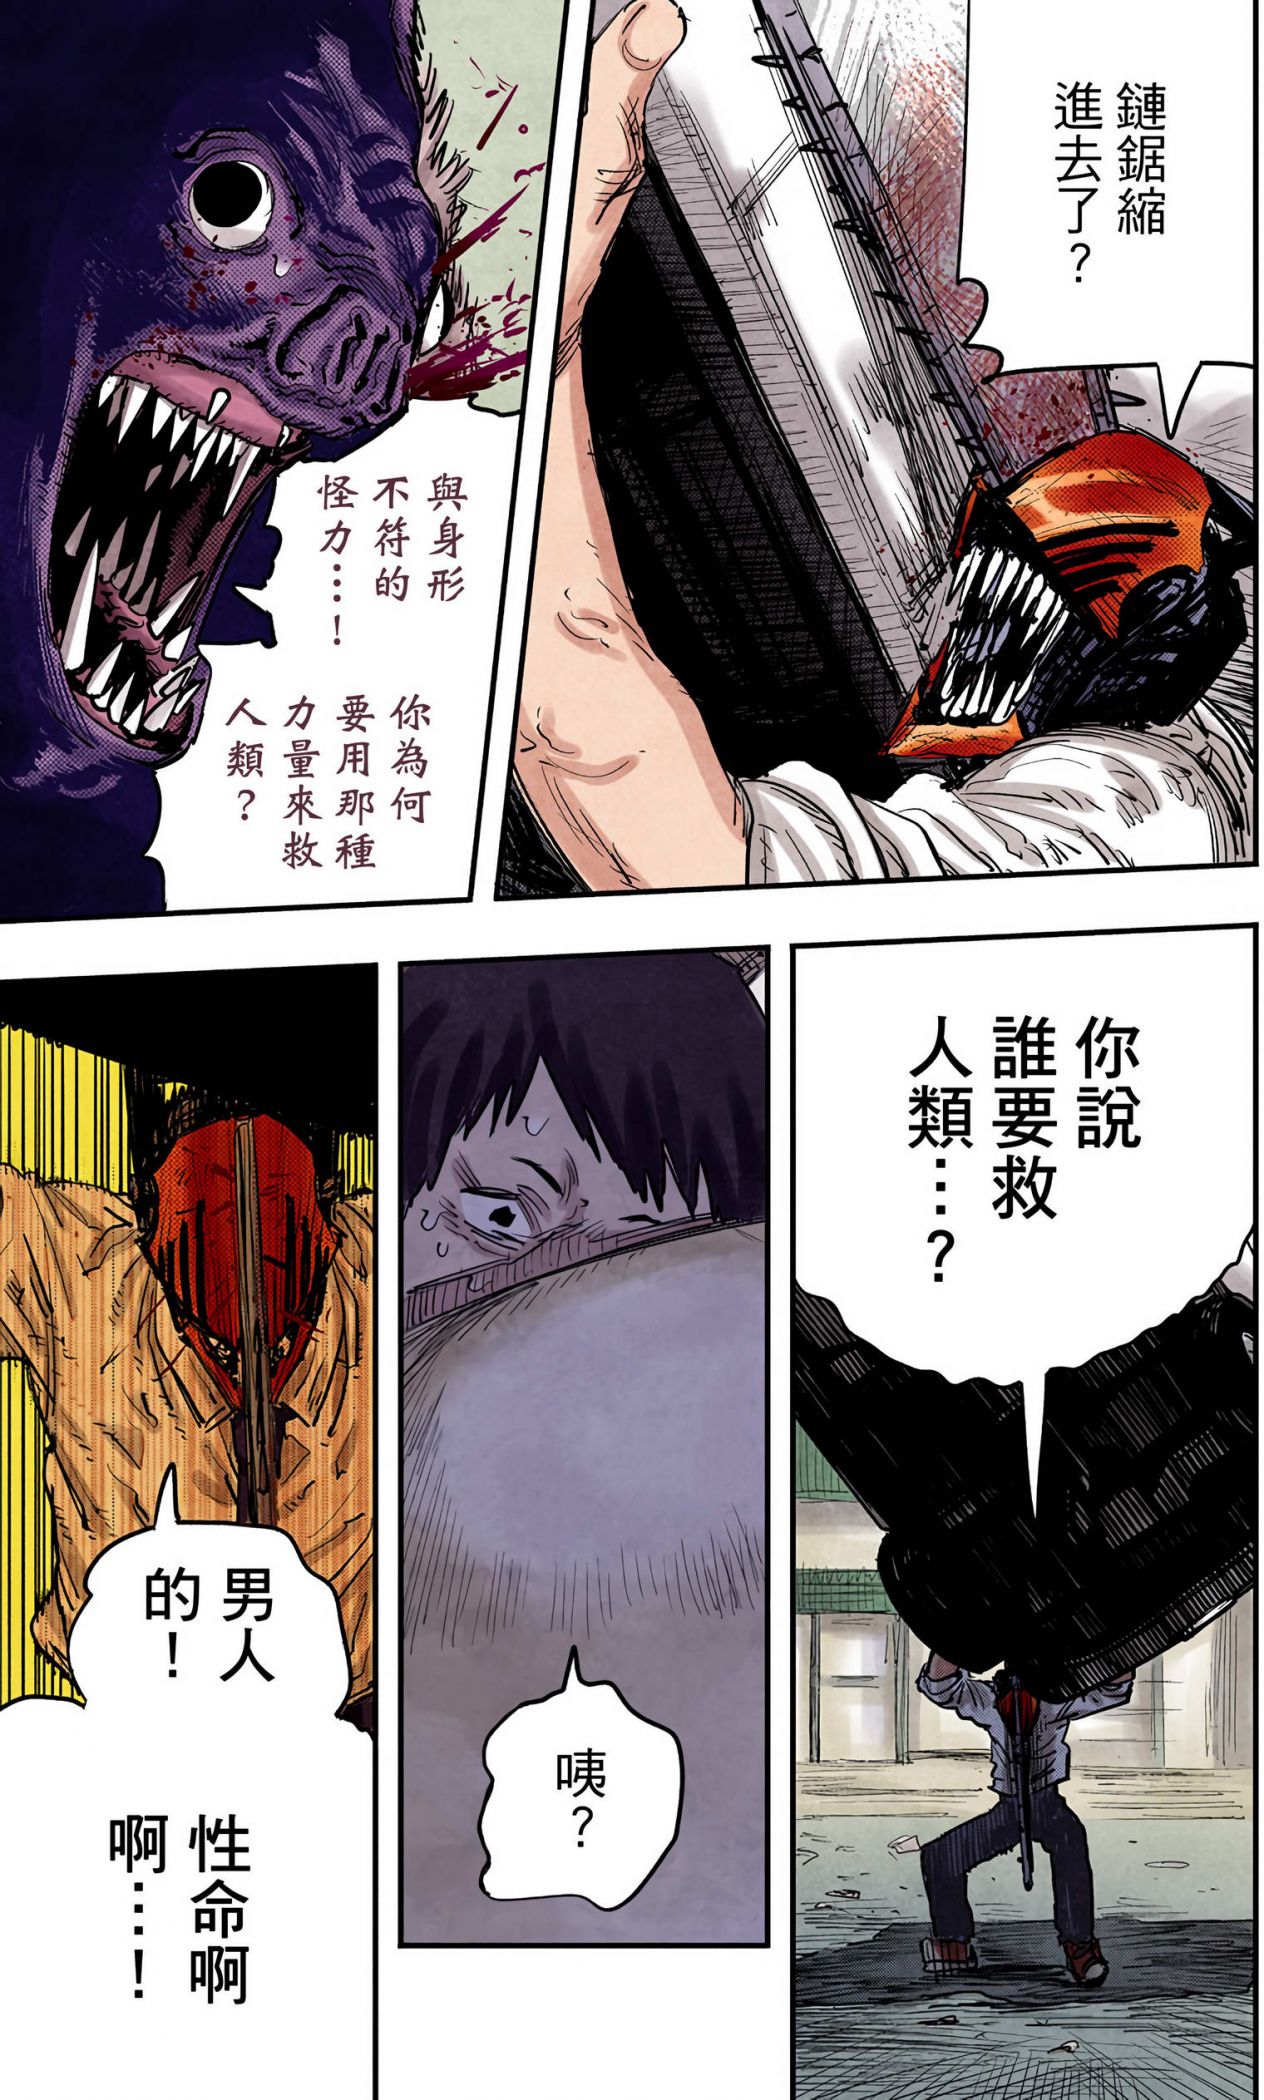 鏈鋸縮
進去了？
與身形
不符的
怪力…！
你為何
要用那種
力量來救
人類？
你說
誰要救
人類…？
咦？
男人
的！
性命啊
啊…！